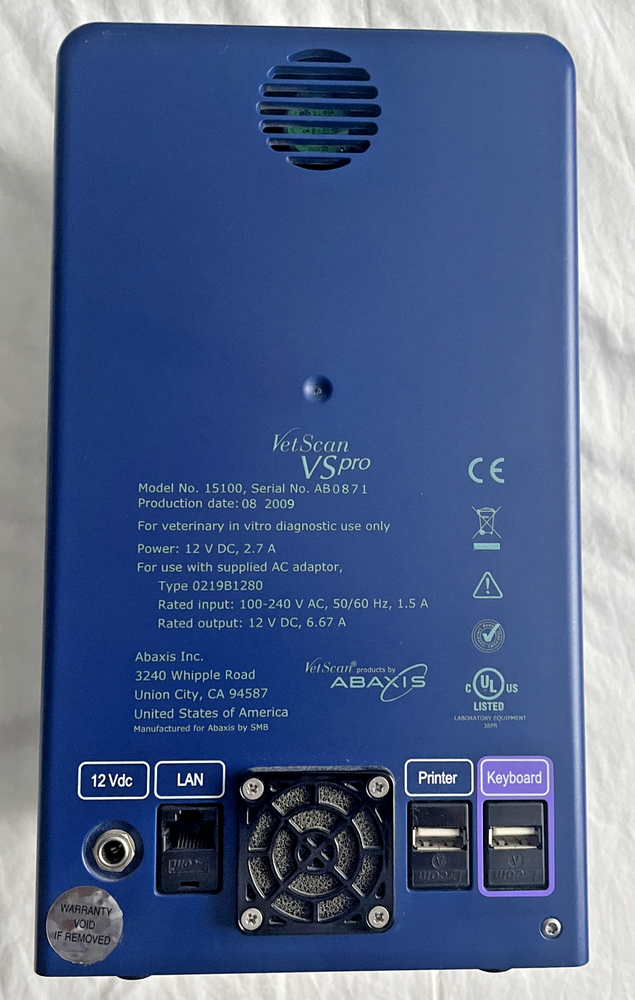 VetScan
VSpro
Model No. 15100, Serial No. AB0871
Production date: 08 2009
For veterinary in vitro diagnostic use only
Power: 12 V DC, 2.7 A
For use with supplied AC adaptor,
Type 0219B1280
Rated input: 100-240 V AC, 50/60 Hz, 1.5 A
Rated output: 12 V DC, 6.67 A
Abaxis Inc.
3240 Whipple Road
Union City, CA 94587
United States of America
Manufactured for Abaxis by SMB
VetScan® products by
ABAXIS
CE
C UL US
LISTED
LABORATORY EQUIPMENT
12 Vdc
LAN
Printer
Keyboard
WARRANTY
VOID
IF REMOVED